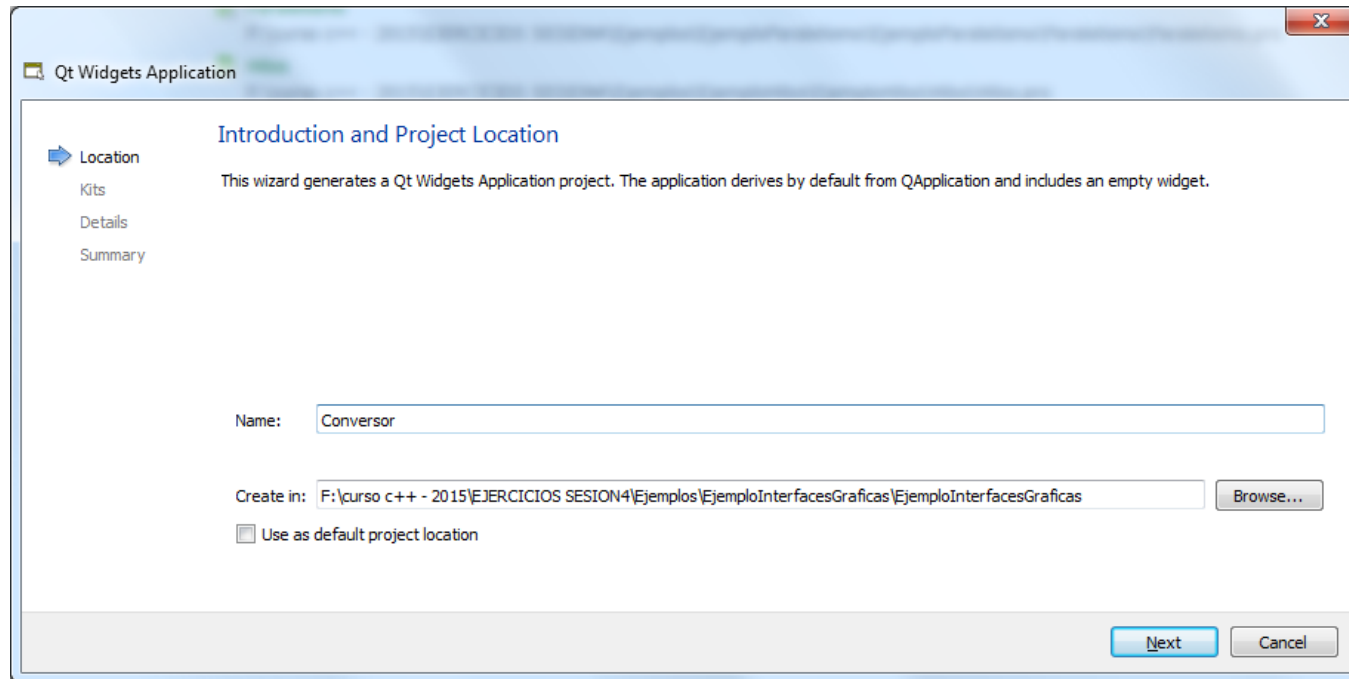 Qt Widgets Application
Introduction and Project Location
Location
This wizard generates a Qt Widgets Application project. The application derives by default from QApplication and includes an empty widget.
Kits
Details
Summary
Name: Conversor
Create in: F:\curso c++ - 2015\EJERCICIOS SESION4\Ejemplos\EjemploInterfacesGraficas\EjemploInterfacesGraficas Browse...
Use as default project location
Next Cancel